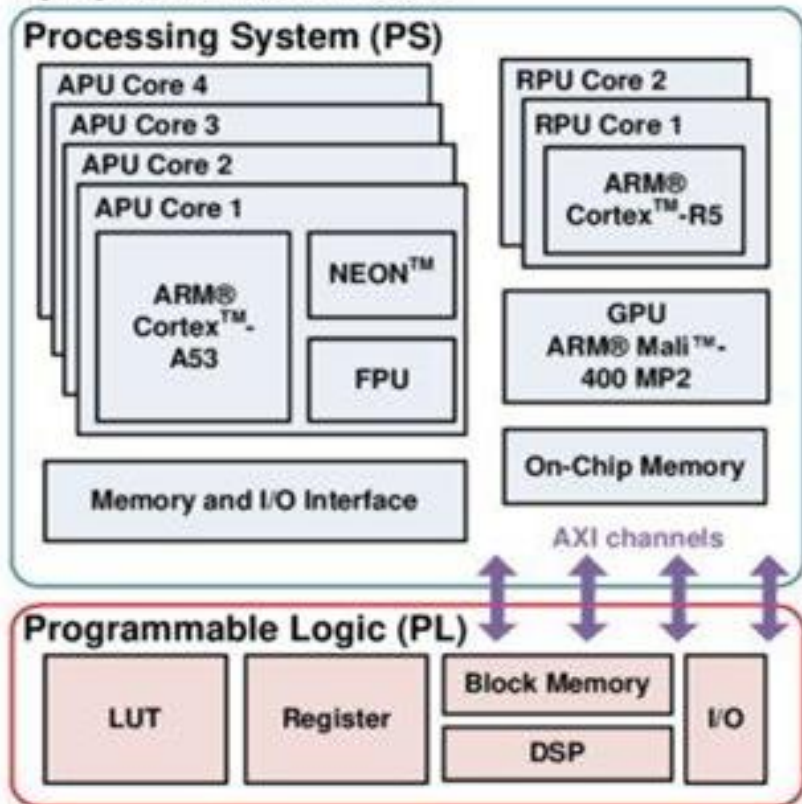 Processing System (PS)
APU Core 4
APU Core 3
APU Core 2
APU Core 1
ARM®
Cortex™-
A53
NEON™
FPU
RPU Core 2
RPU Core 1
ARM®
Cortex™-R5
GPU
ARM® Mali™-
400 MP2
On-Chip Memory
Memory and I/O Interface
AXI channels
Programmable Logic (PL)
LUT
Register
Block Memory
DSP
I/O